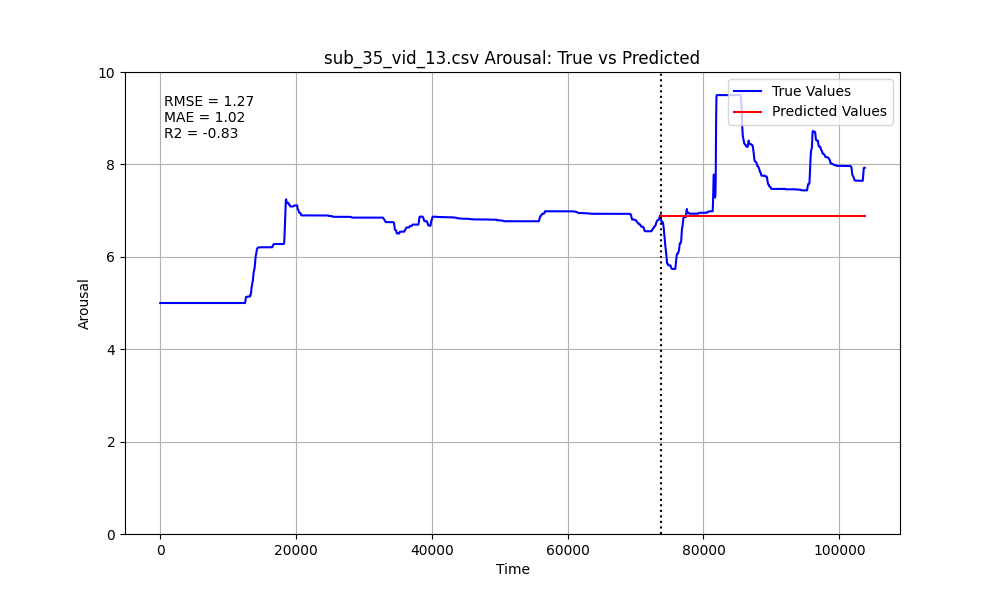 sub_35_vid_13.csv Arousal: True vs Predicted
RMSE = 1.27
MAE = 1.02
R2 = -0.83
True Values
Predicted Values
10
8
6
4
2
0
Arousal
0 20000 40000 60000 80000 100000
Time